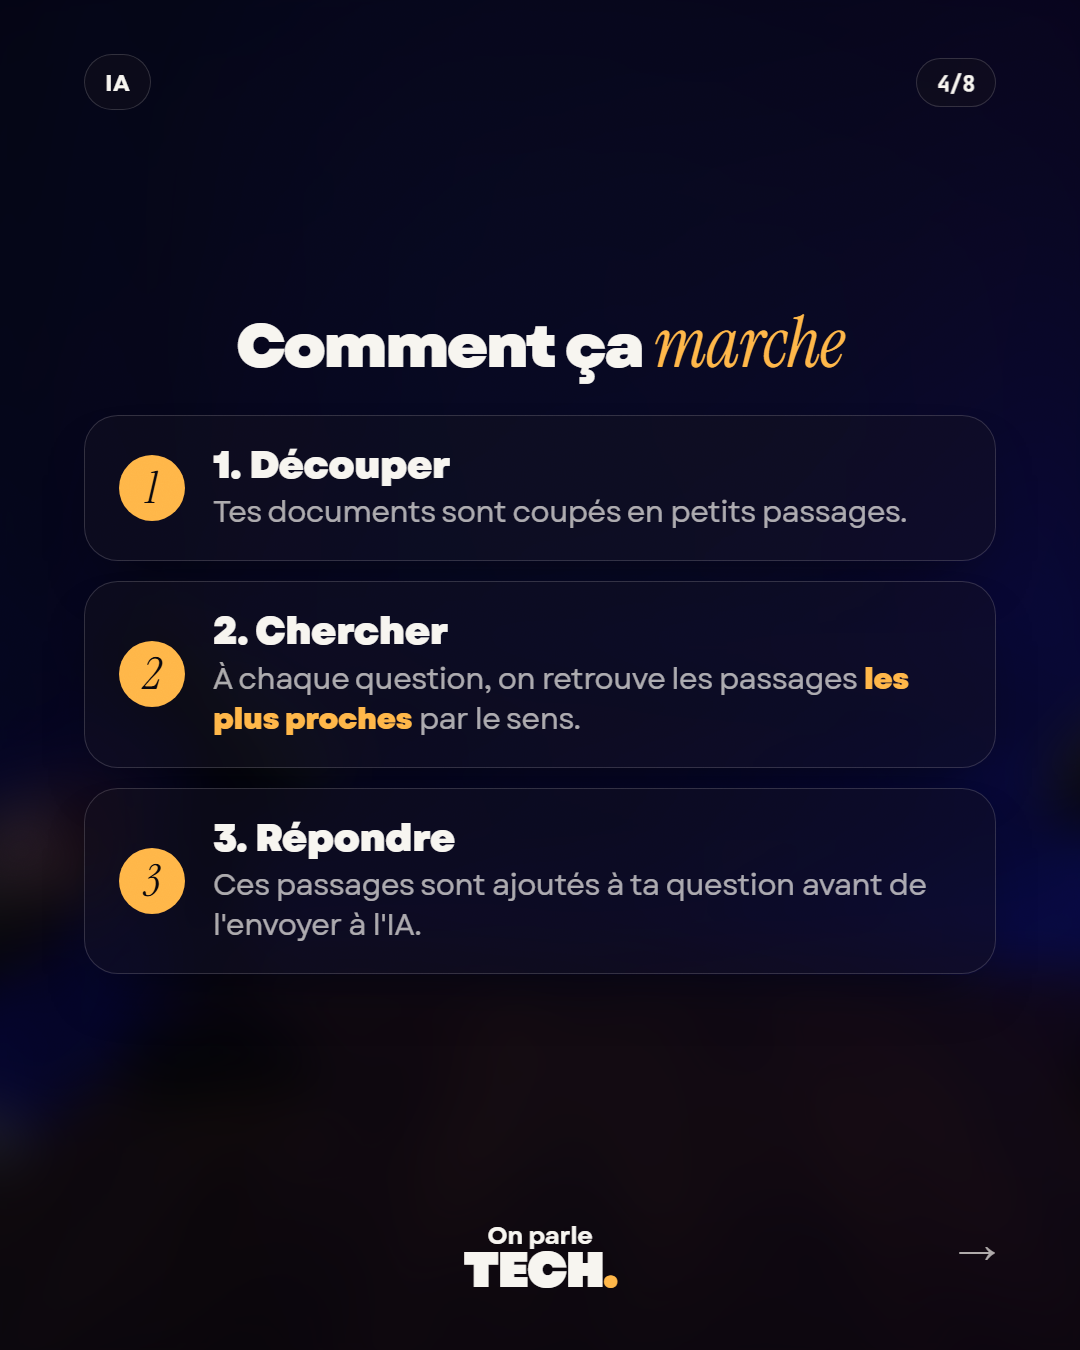 IA
4/8
Comment ça marche
1
1. Découper
Tes documents sont coupés en petits passages.
2
2. Chercher
À chaque question, on retrouve les passages les
plus proches par le sens.
3
3. Répondre
Ces passages sont ajoutés à ta question avant de
l'envoyer à l'IA.
On parle
TECH.
→